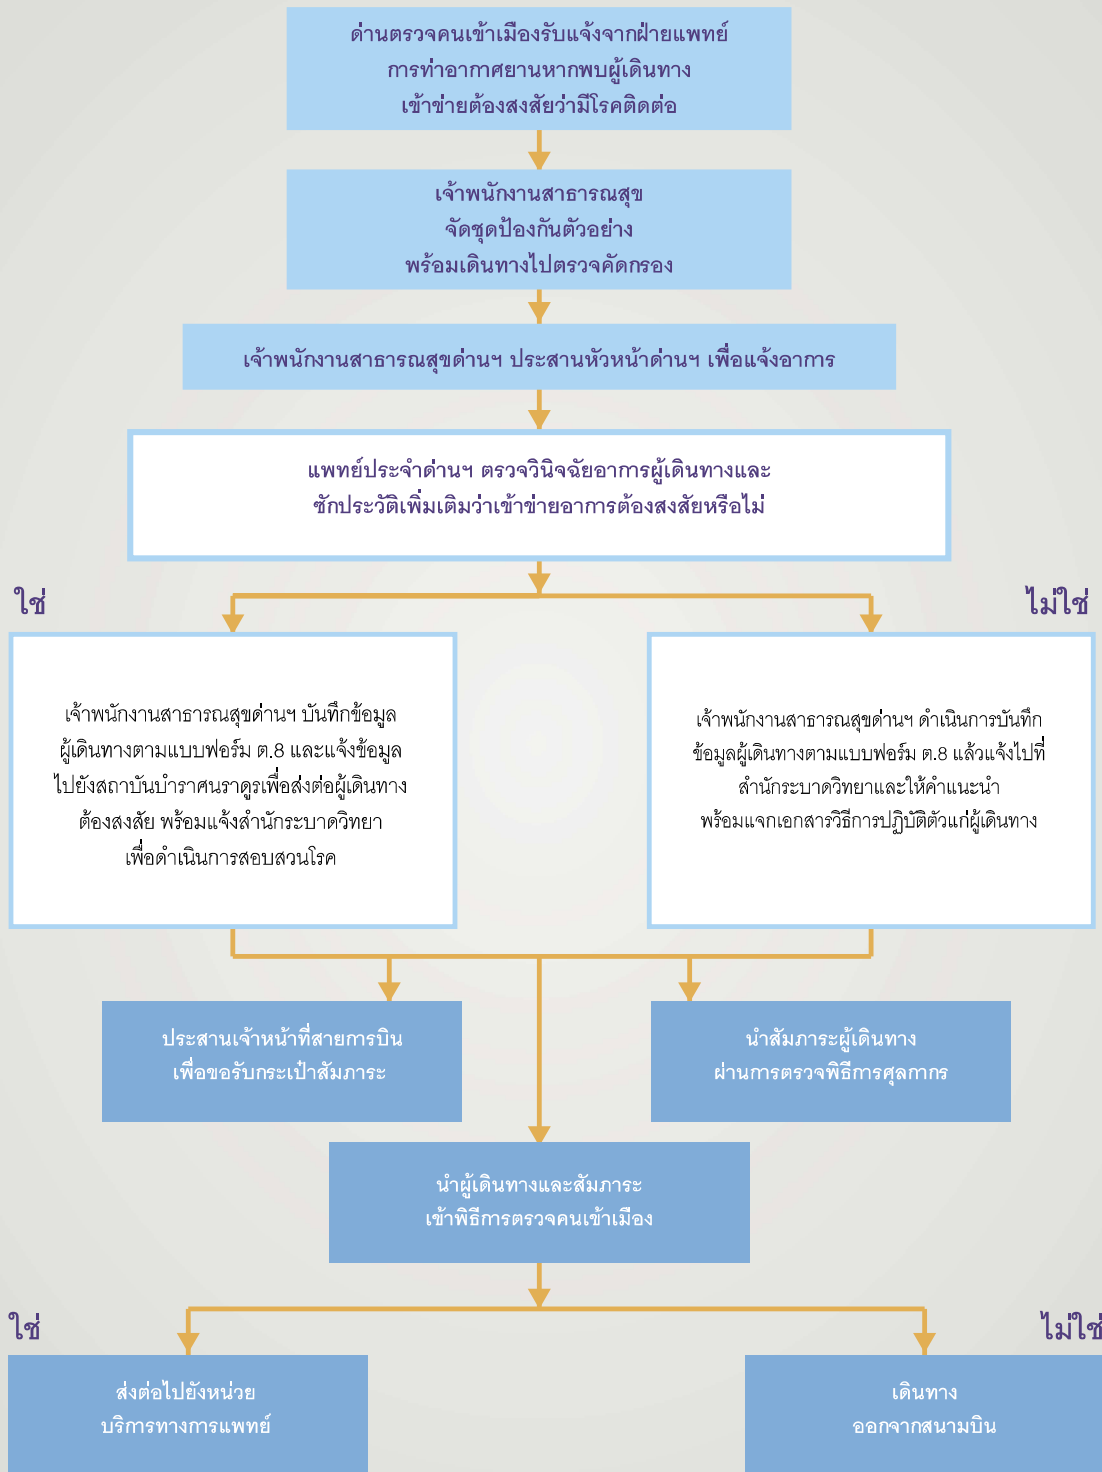 ด่านตรวจคนเข้าเมืองรับแจ้งจากฝ่ายแพทย์
การท่าอากาศยานหากพบผู้เดินทาง
เข้าข่ายต้องสงสัยว่ามีโรคติดต่อ
เจ้าพนักงานสาธารณสุข
จัดชุดป้องกันตัวอย่าง
พร้อมเดินทางไปตรวจคัดกรอง
เจ้าพนักงานสาธารณสุขด่านฯ ประสานหัวหน้าด่านฯ เพื่อแจ้งอาการ
แพทย์ประจำด่านฯ ตรวจวินิจฉัยอาการผู้เดินทางและ
ซักประวัติเพิ่มเติมว่าเข้าข่ายอาการต้องสงสัยหรือไม่
ใช่
ไม่ใช่
เจ้าพนักงานสาธารณสุขด่านฯ บันทึกข้อมูล
ผู้เดินทางตามแบบฟอร์ม ต.8 และแจ้งข้อมูล
ไปยังสถาบันบำราศนราดูรเพื่อส่งต่อผู้เดินทาง
ต้องสงสัย พร้อมแจ้งสำนักระบาดวิทยา
เพื่อดำเนินการสอบสวนโรค
เจ้าพนักงานสาธารณสุขด่านฯ ดำเนินการบันทึก
ข้อมูลผู้เดินทางตามแบบฟอร์ม ต.8 แล้วแจ้งไปที่
สำนักระบาดวิทยาและให้คำแนะนำ
พร้อมแจกเอกสารวิธีการปฏิบัติตัวแก่ผู้เดินทาง
ประสานเจ้าหน้าที่สายการบิน
เพื่อขอรับกระเป๋าสัมภาระ
นำสัมภาระผู้เดินทาง
ผ่านการตรวจพิธีการศุลกากร
นำผู้เดินทางและสัมภาระ
เข้าพิธีการตรวจคนเข้าเมือง
ใช่
ไม่ใช่
ส่งต่อไปยังหน่วย
บริการทางการแพทย์
เดินทาง
ออกจากสนามบิน